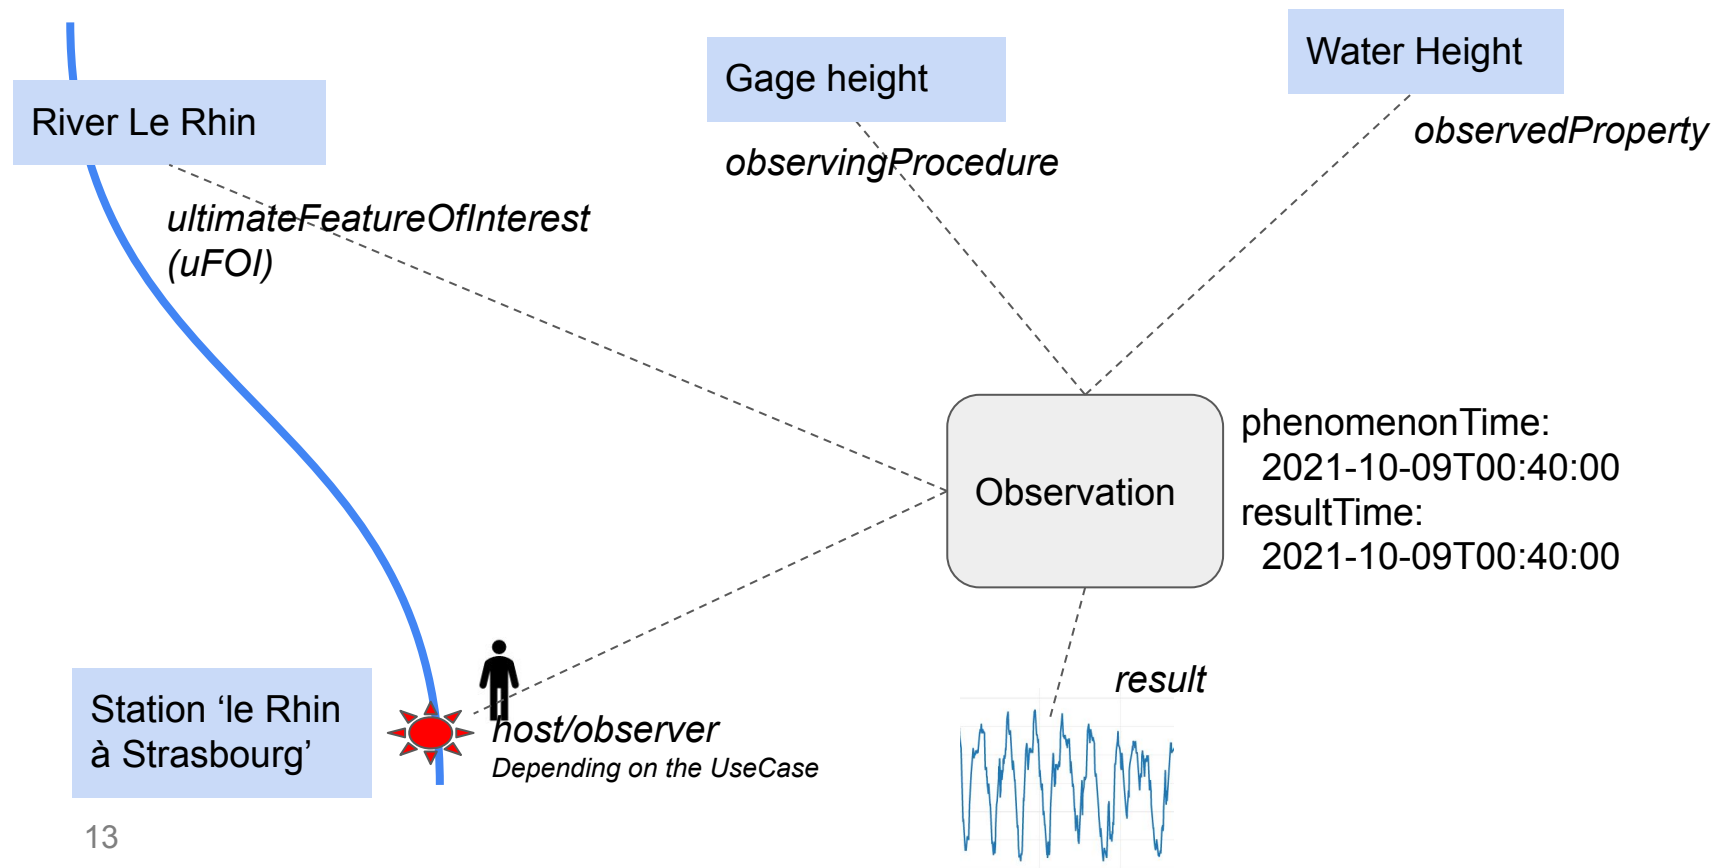 River Le Rhin
Gage height
Water Height
observedProperty
observingProcedure
ultimateFeatureOfInterest
(uFOI)
Observation
phenomenonTime:
2021-10-09T00:40:00
resultTime:
2021-10-09T00:40:00
Station ‘le Rhin
à Strasbourg’
host/observer
Depending on the UseCase
result
13